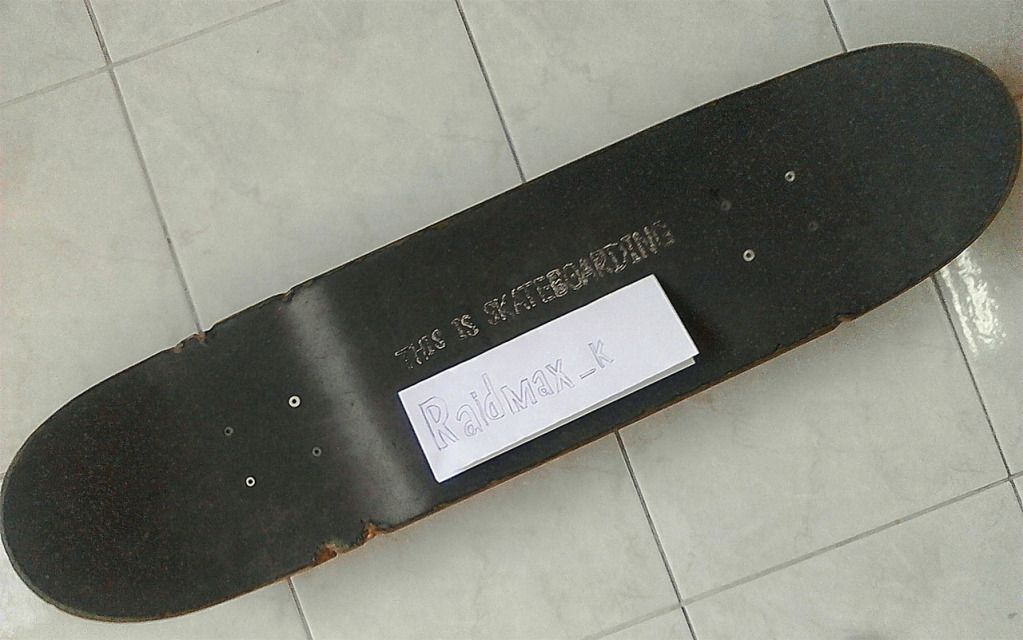 THIS IS SKATEBOARDING
Raidmax_K